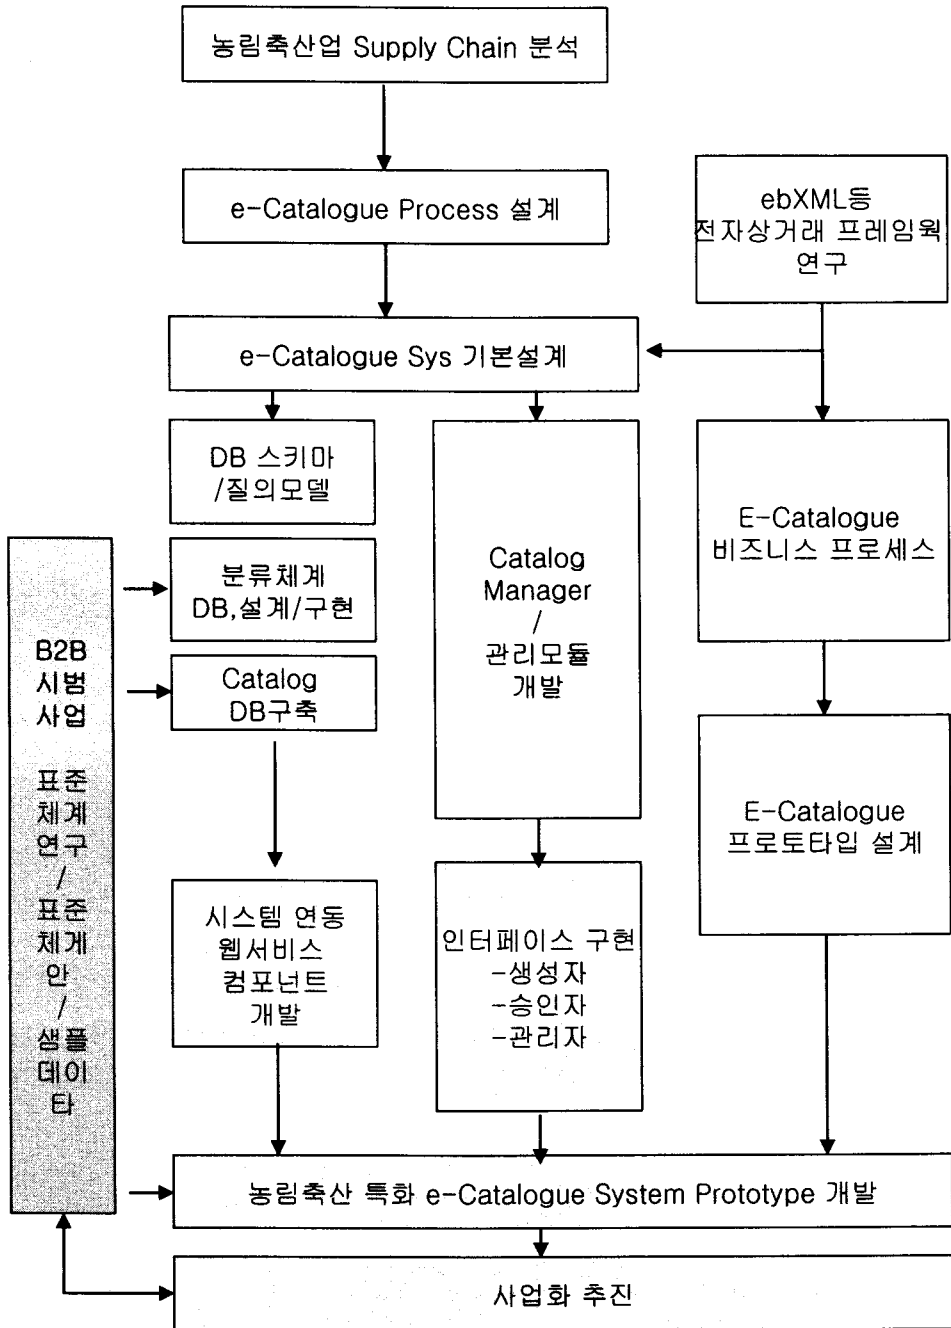 농림축산업 Supply Chain 분석
e-Catalogue Process 설계
ebXML등
전자상거래 프레임웍
연구
e-Catalogue Sys 기본설계
DB 스키마
/질의모델
분류체계
DB,설계/구현
Catalog
DB구축
Catalog
Manager
/
관리모듈
개발
E-Catalogue
비즈니스 프로세스
B2B
시범
사업
표준
체계
연구
/
표준
체게
안
/
샘플
데이
타
E-Catalogue
프로토타입 설계
시스템 연동
웹서비스
컴포넌트
개발
인터페이스 구현
-생성자
-승인자
-관리자
농림축산 특화 e-Catalogue System Prototype 개발
사업화 추진